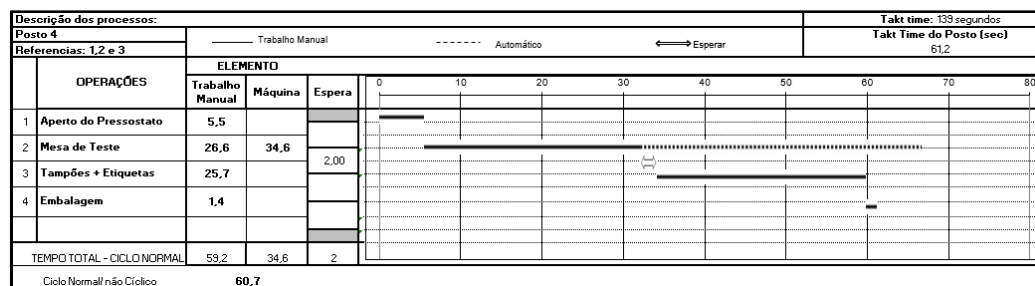 Descrição dos processos: Takt time: 139 segundos
Posto 4 Trabalho Manual Automático Esperar Takt Time do Posto (sec)
Referencias: 1,2 e 3 61,2
ELEMENTO
OPERAÇÕES Trabalho Manual Máquina Espera 0 10 20 30 40 50 60 70 80
1 Aperto do Pressostato 5,5
2 Mesa de Teste 26,6 34,6
2,00
3 Tampões + Etiquetas 25,7
4 Embalagem 1,4
TEMPO TOTAL - CICLO NORMAL 59,2 34,6 2
Ciclo Normal/ não Cíclico 60,7